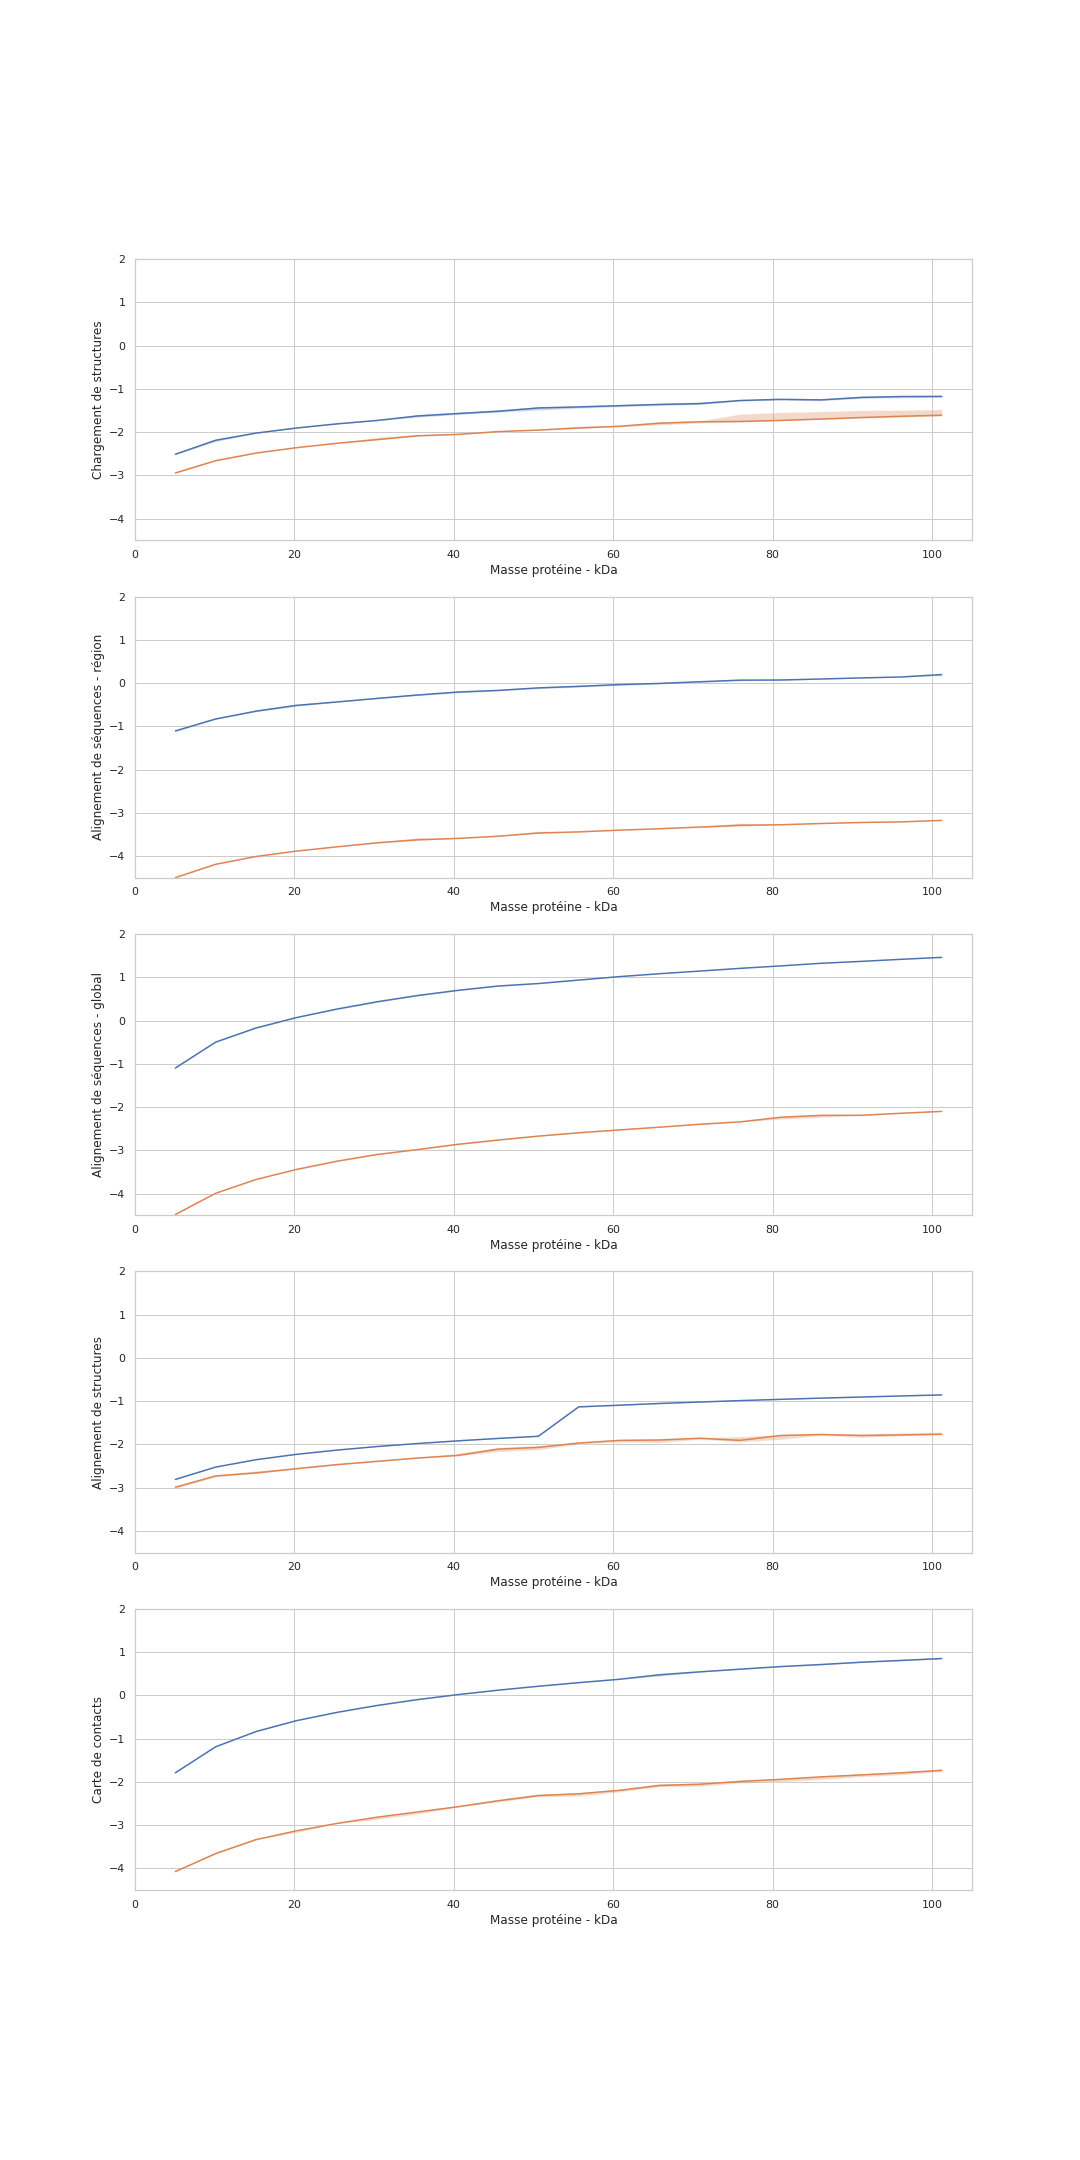 Chargement de structures
2
1
0
−1
−2
−3
−4
0 20 40 60 80 100
Masse protéine - kDa
Alignement de séquences - région
2
1
0
−1
−2
−3
−4
0 20 40 60 80 100
Masse protéine - kDa
Alignement de séquences - global
2
1
0
−1
−2
−3
−4
0 20 40 60 80 100
Masse protéine - kDa
Alignement de structures
2
1
0
−1
−2
−3
−4
0 20 40 60 80 100
Masse protéine - kDa
Carte de contacts
2
1
0
−1
−2
−3
−4
0 20 40 60 80 100
Masse protéine - kDa